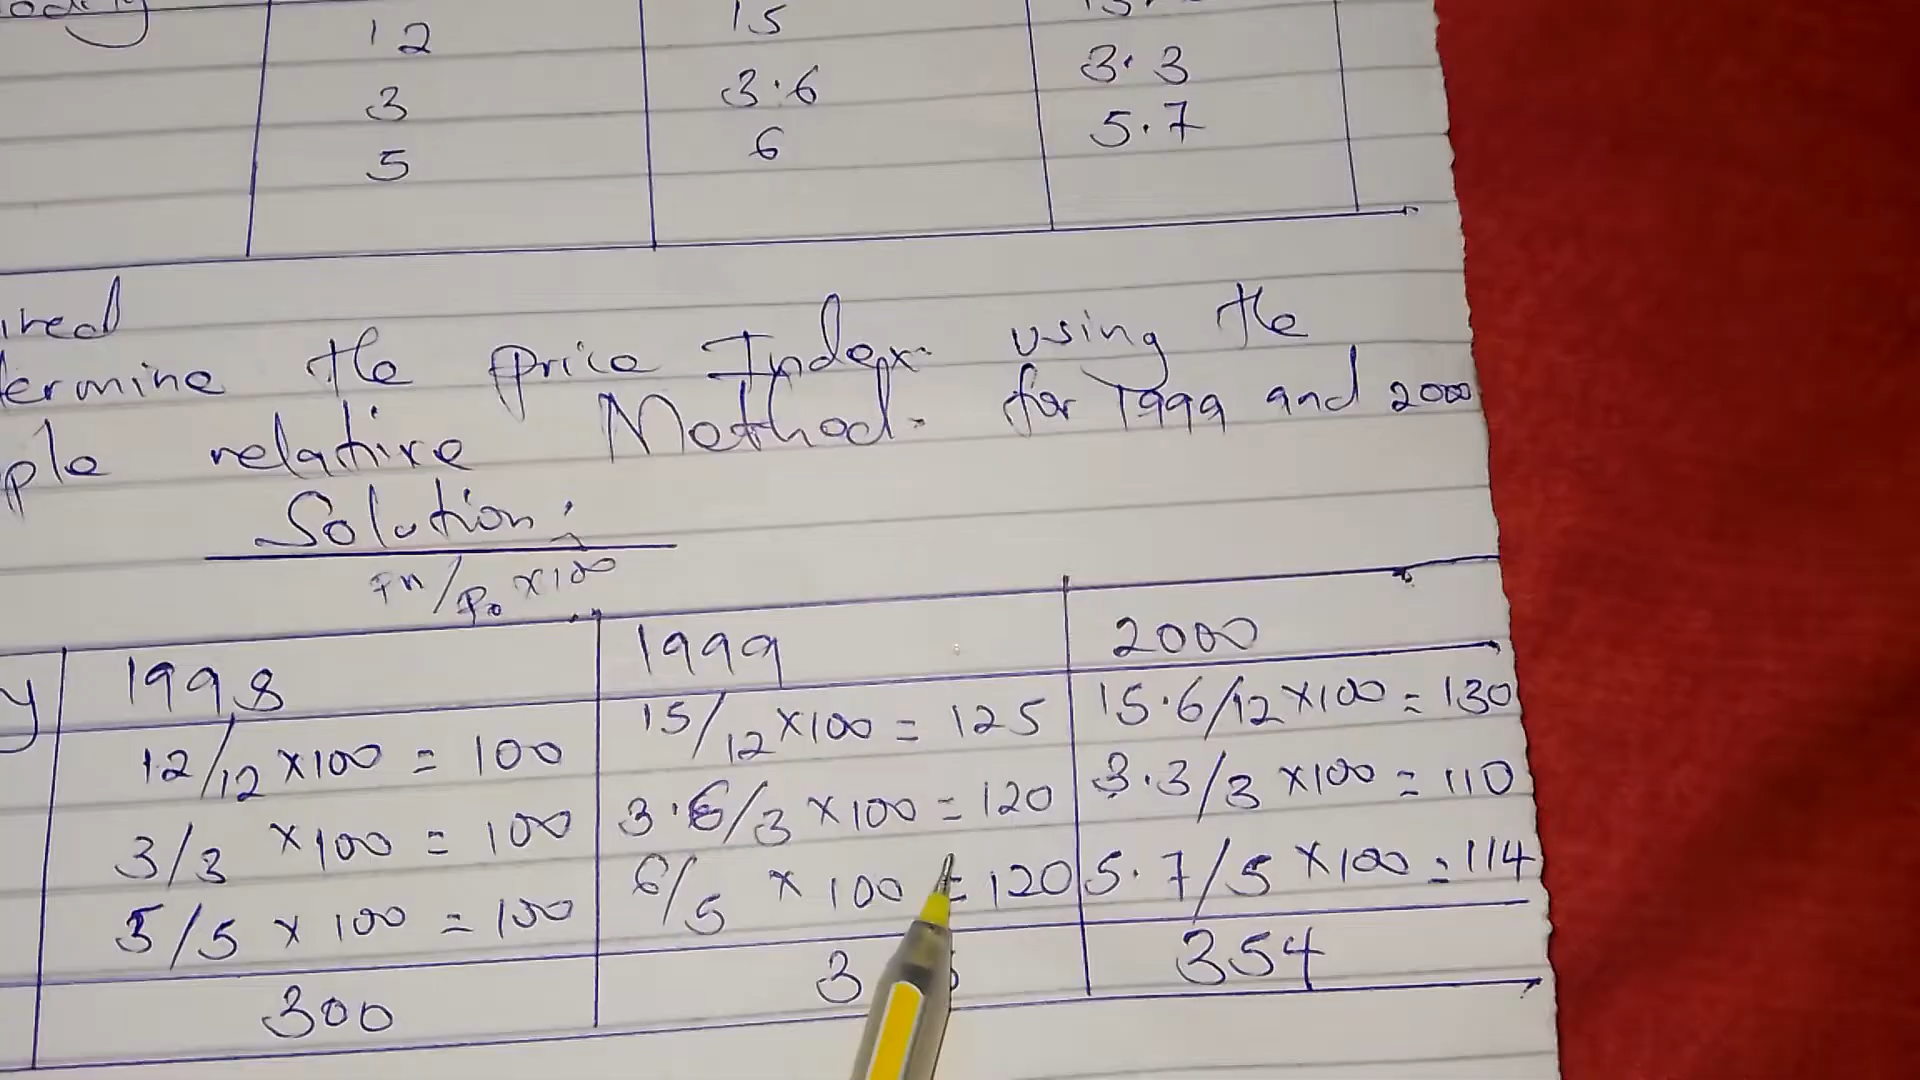 12 15
3 3.6 3.3
5 6 5.7
the Price Index using the
relative Method. for 1999 and 2000
Solution:
Pn/Po x100
y 1998 1999 2000
12/12 x100 = 100 15/12 x100 = 125 15.6/12 x100 = 130
3/3 x100 = 100 3.6/3 x100 = 120 3.3/3 x100 = 110
5/5 x 100 = 100 6/5 x 100 = 120 5.7/5 x100 = 114
300 3 354